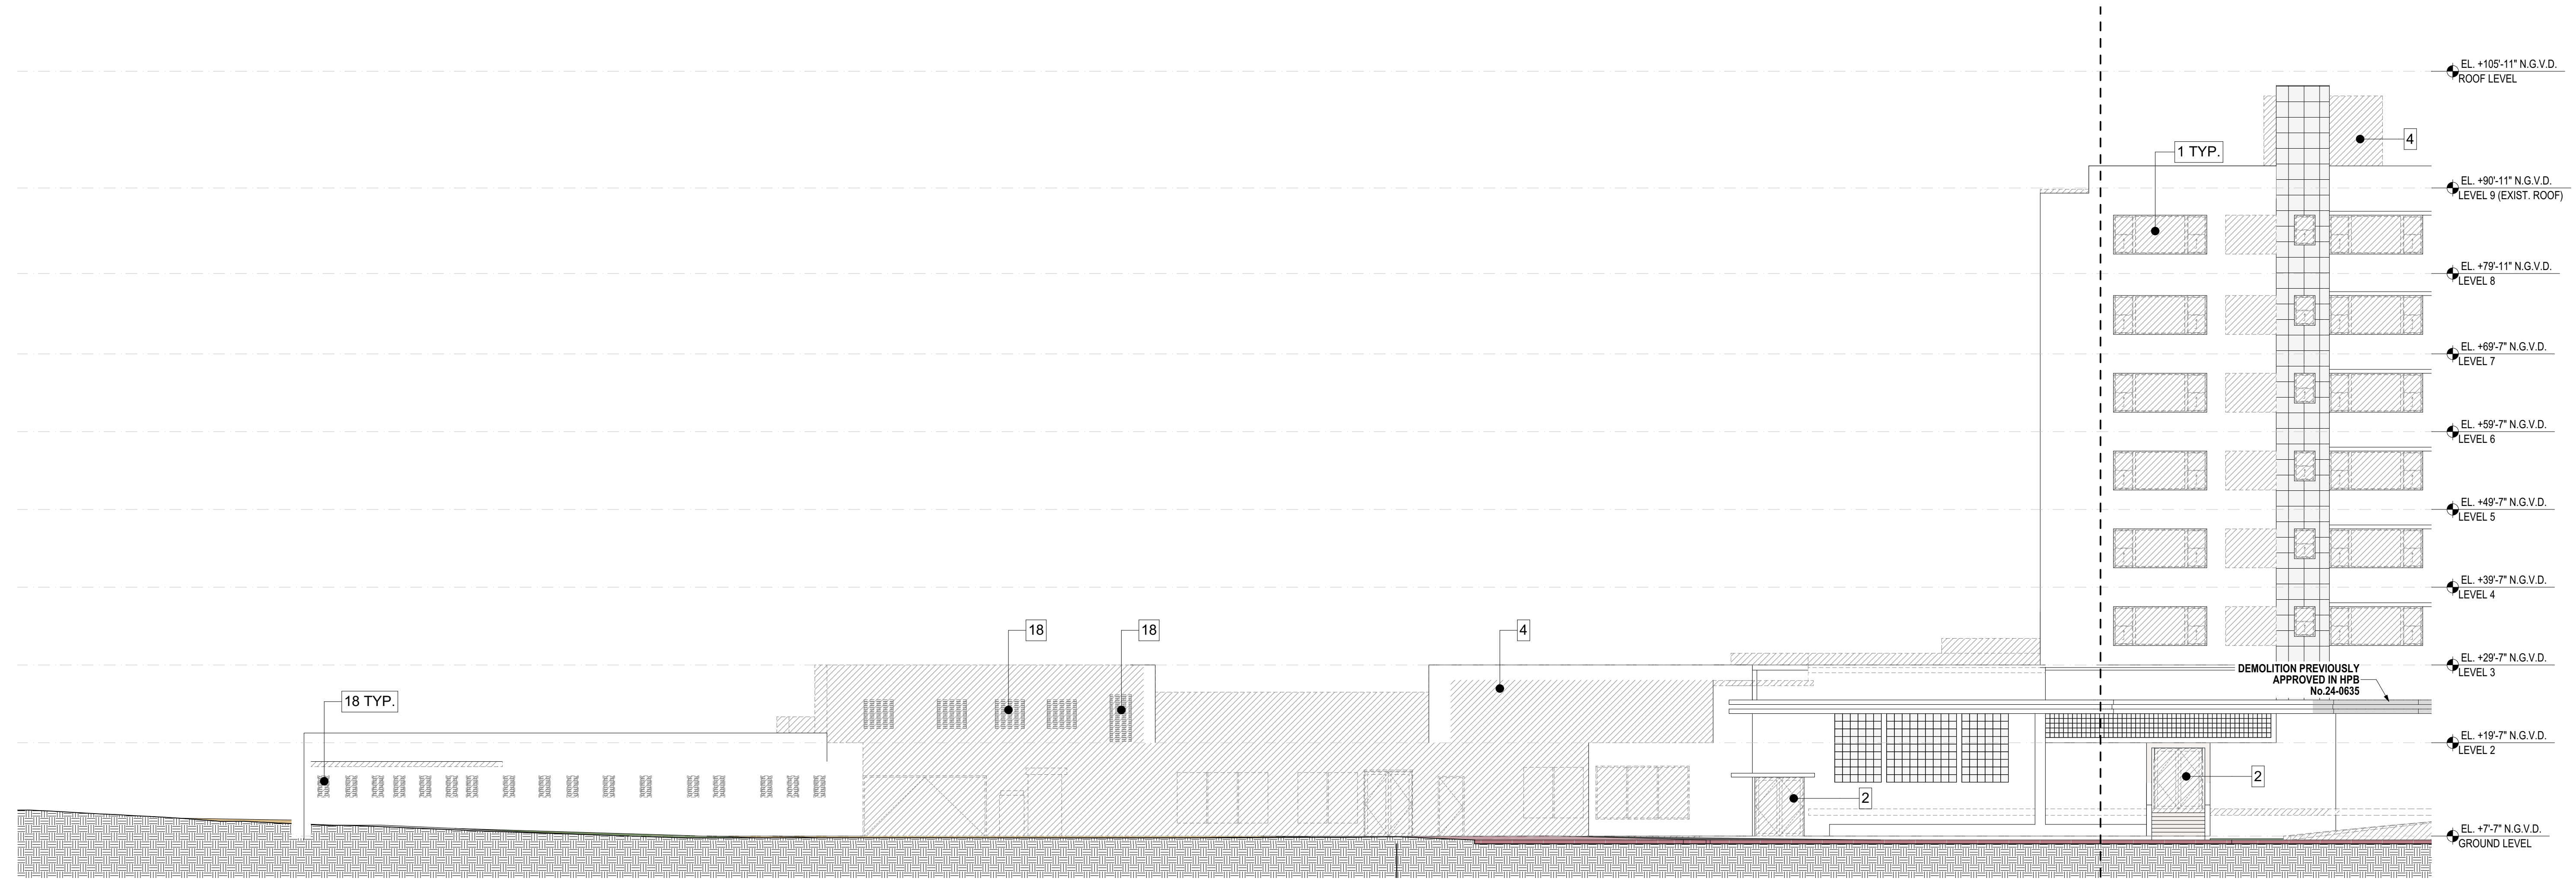 EL. +105'-11" N.G.V.D.
ROOF LEVEL
4
1 TYP.
EL. +90'-11" N.G.V.D.
LEVEL 9 (EXIST. ROOF)
EL. +79'-11" N.G.V.D.
LEVEL 8
EL. +69'-7" N.G.V.D.
LEVEL 7
EL. +59'-7" N.G.V.D.
LEVEL 6
EL. +49'-7" N.G.V.D.
LEVEL 5
EL. +39'-7" N.G.V.D.
LEVEL 4
18
18
4
EL. +29'-7" N.G.V.D.
LEVEL 3
DEMOLITION PREVIOUSLY
APPROVED IN HPB
No.24-0635
18 TYP.
EL. +19'-7" N.G.V.D.
LEVEL 2
2
2
EL. +7'-7" N.G.V.D.
GROUND LEVEL